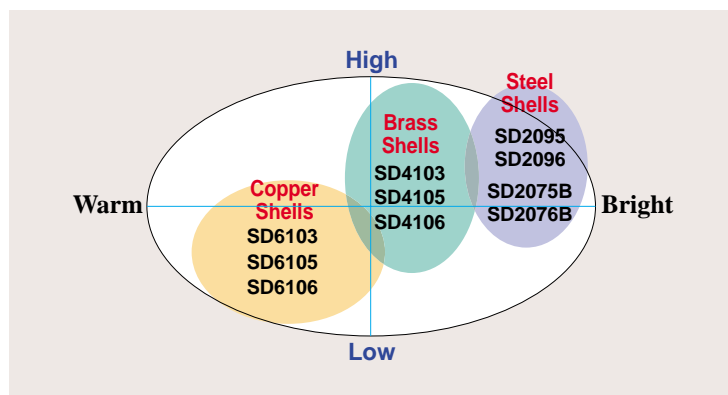 High
Steel
Shells
SD2095
SD2096
SD2075B
SD2076B
Brass
Shells
SD4103
SD4105
SD4106
Copper
Shells
SD6103
SD6105
SD6106
Warm
Bright
Low